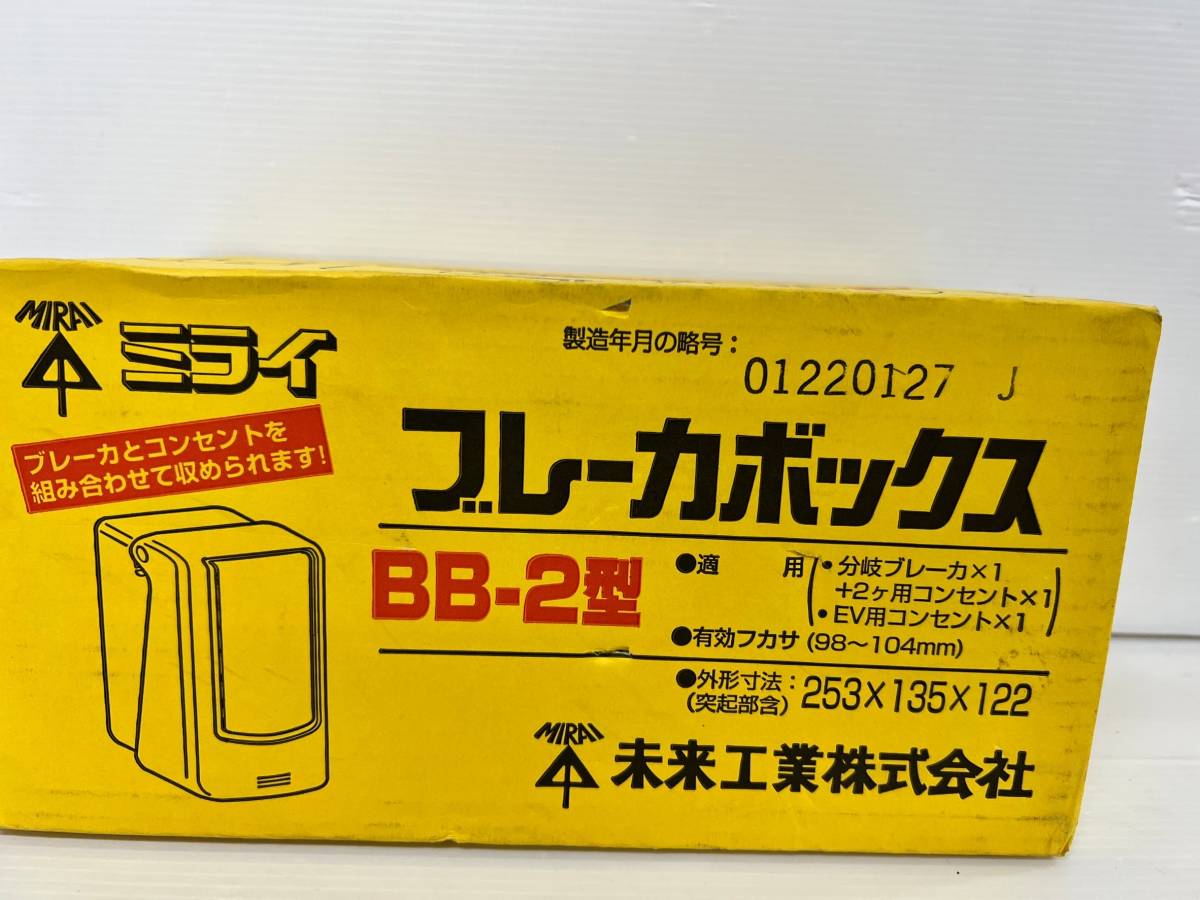 MIRAI
ミライ
ブレーカとコンセントを
組み合わせて収められます!
製造年月の略号:
01220127 J
ブレーカボックス
BB-2型
●適 用
・分岐ブレーカ×1
+2ヶ用コンセント×1
・EV用コンセント×1
●有効フカサ (98〜104mm)
●外形寸法: 253×135×122
(突起部含)
MIRAI
未来工業株式会社